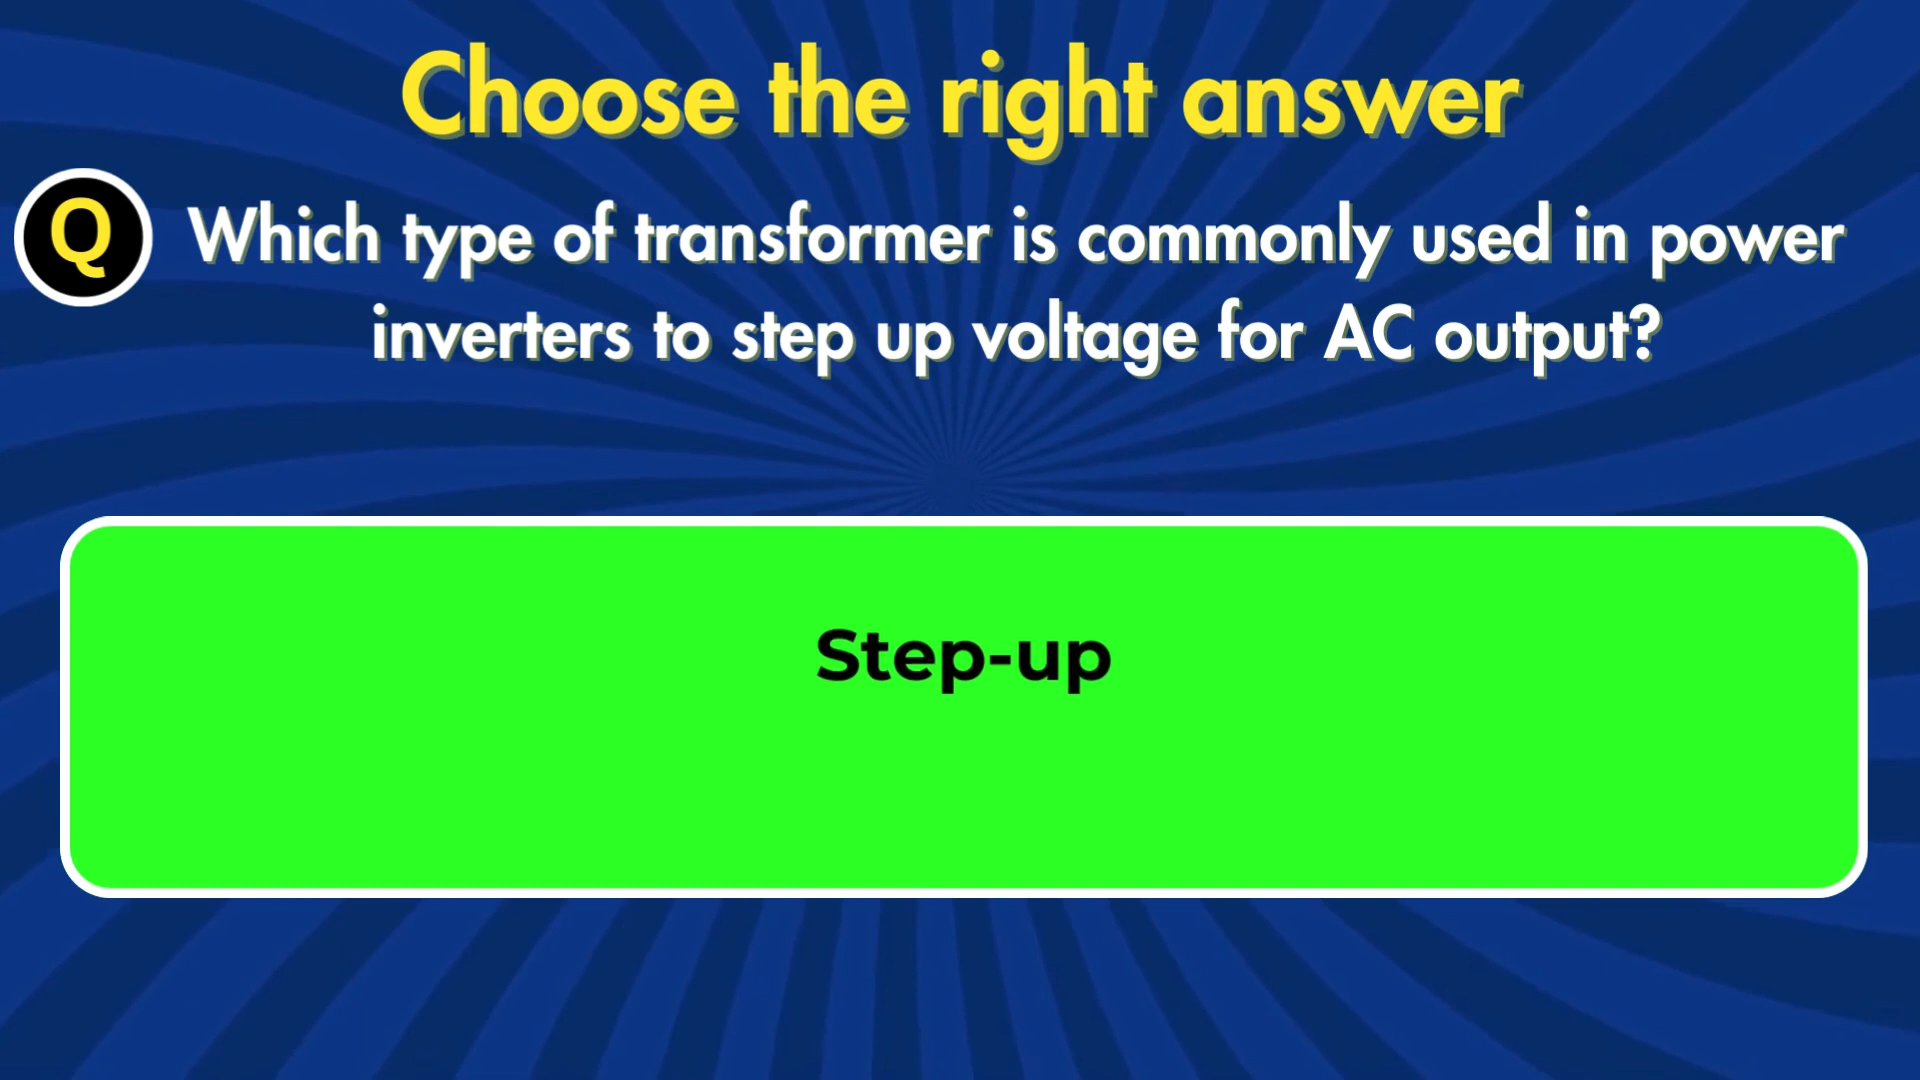 Choose the right answer
Q
Which type of transformer is commonly used in power
inverters to step up voltage for AC output?
Step-up